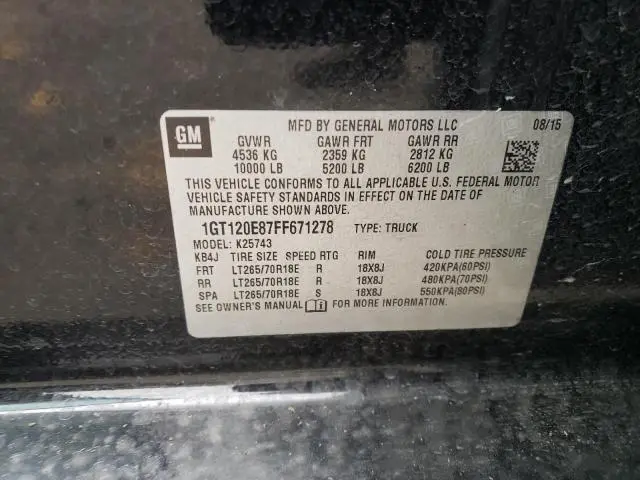 GM
MFD BY GENERAL MOTORS LLC 08/15
GVWR GAWR FRT GAWR RR
4536 KG 2359 KG 2812 KG
10000 LB 5200 LB 6200 LB
THIS VEHICLE CONFORMS TO ALL APPLICABLE U.S. FEDERAL MOTOR
VEHICLE SAFETY STANDARDS IN EFFECT ON THE DATE OF
MANUFACTURE SHOWN ABOVE.
1GT120E87FF671278 TYPE: TRUCK
MODEL: K25743
KB4J TIRE SIZE SPEED RTG RIM COLD TIRE PRESSURE
FRT LT265/70R18E R 18X8J 420KPA(60PSI)
RR LT265/70R18E R 18X8J 480KPA(70PSI)
SPA LT265/70R18E S 18X8J 550KPA(80PSI)
SEE OWNER'S MANUAL FOR MORE INFORMATION.